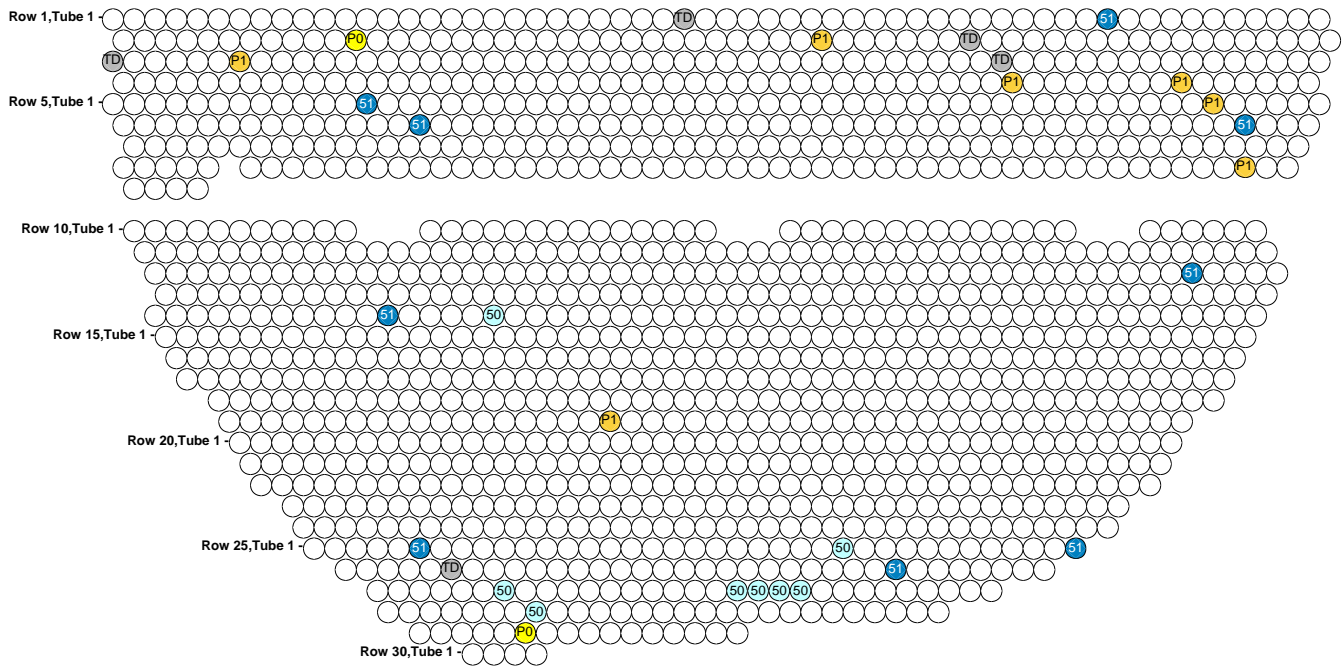 Row 1,Tube 1 - TD 51
P0 P1 TD
TD P1 TD
P1 P1
Row 5,Tube 1 - 51 P1
51 51
P1
Row 10,Tube 1 -
51
51 50
Row 15,Tube 1 -
P1
Row 20,Tube 1 -
Row 25,Tube 1 - 51 50 51
TD 51
50 50 50 50 50
50
P0
Row 30,Tube 1 -